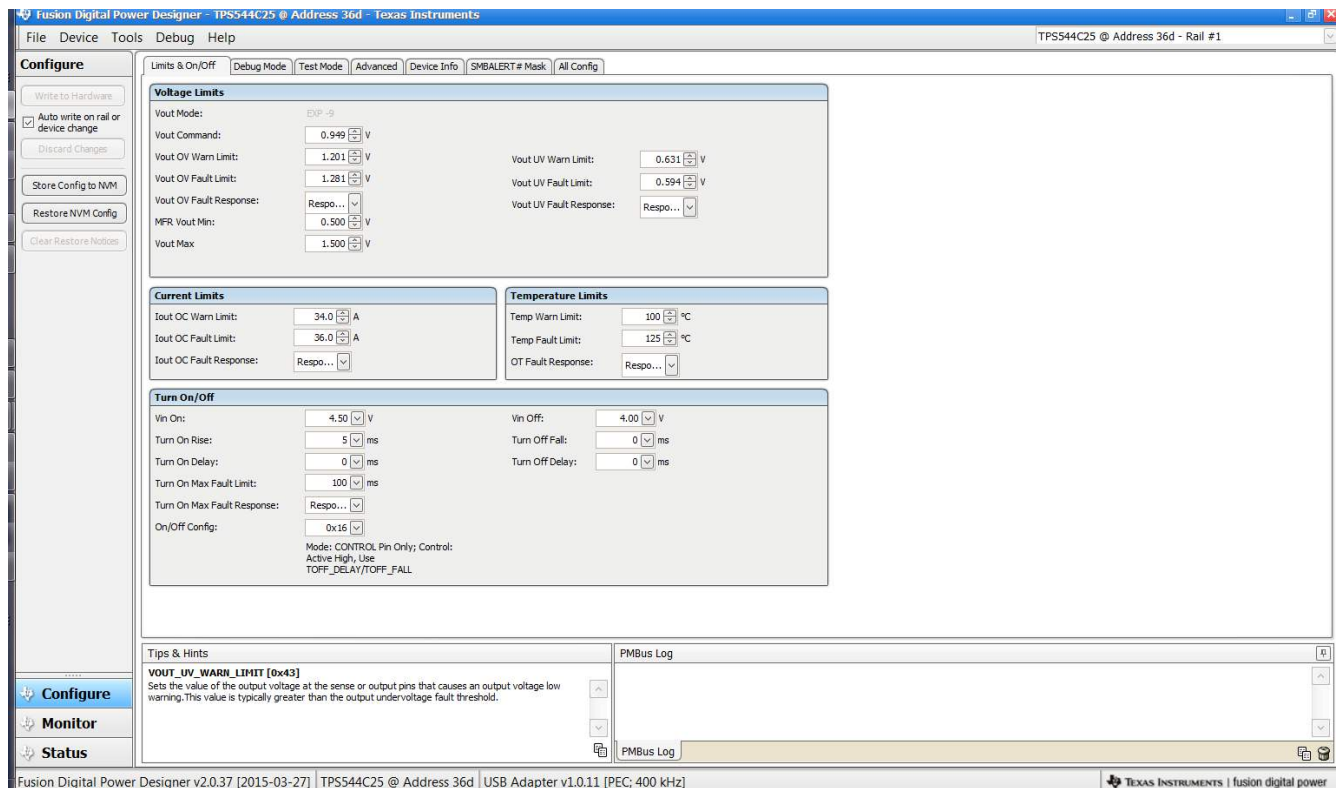 Fusion Digital Power Designer - TPS544C25 @ Address 36d - Texas Instruments
File Device Tools Debug Help
TPS544C25 @ Address 36d - Rail #1
Configure
Limits & On/Off Debug Mode Test Mode Advanced Device Info SMBALERT# Mask All Config
Write to Hardware
Auto write on rail or
device change
Discard Changes
Store Config to NVM
Restore NVM Config
Clear Restore Notices
Voltage Limits
Vout Mode: EXP -9
Vout Command: 0.949 V
Vout OV Warn Limit: 1.201 V
Vout UV Warn Limit: 0.631 V
Vout OV Fault Limit: 1.281 V
Vout UV Fault Limit: 0.594 V
Vout OV Fault Response: Respo...
Vout UV Fault Response: Respo...
MFR Vout Min: 0.500 V
Vout Max 1.500 V
Current Limits
Iout OC Warn Limit: 34.0 A
Iout OC Fault Limit: 36.0 A
Iout OC Fault Response: Respo...
Temperature Limits
Temp Warn Limit: 100 ºC
Temp Fault Limit: 125 ºC
OT Fault Response: Respo...
Turn On/Off
Vin On: 4.50 V
Vin Off: 4.00 V
Turn On Rise: 5 ms
Turn Off Fall: 0 ms
Turn On Delay: 0 ms
Turn Off Delay: 0 ms
Turn On Max Fault Limit: 100 ms
Turn On Max Fault Response: Respo...
On/Off Config: 0x16
Mode: CONTROL Pin Only; Control:
Active High, Use
TOFF_DELAY/TOFF_FALL
Configure
Monitor
Status
Tips & Hints
VOUT_UV_WARN_LIMIT [0x43]
Sets the value of the output voltage at the sense or output pins that causes an output voltage low
warning.This value is typically greater than the output undervoltage fault threshold.
PMBus Log
PMBus Log
Fusion Digital Power Designer v2.0.37 [2015-03-27] TPS544C25 @ Address 36d USB Adapter v1.0.11 [PEC; 400 kHz]
TEXAS INSTRUMENTS | fusion digital power